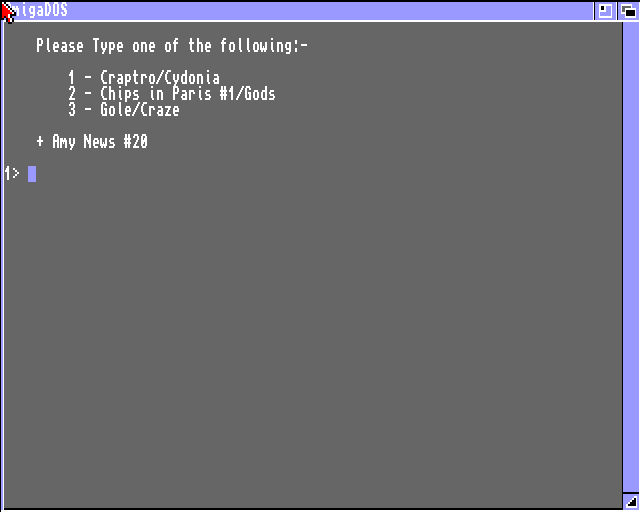 AmigaDOS
Please Type one of the following:-
1 - Craptro/Cydonia
2 - Chips in Paris #1/Gods
3 - Gole/Craze
+ Amy News #20
1>